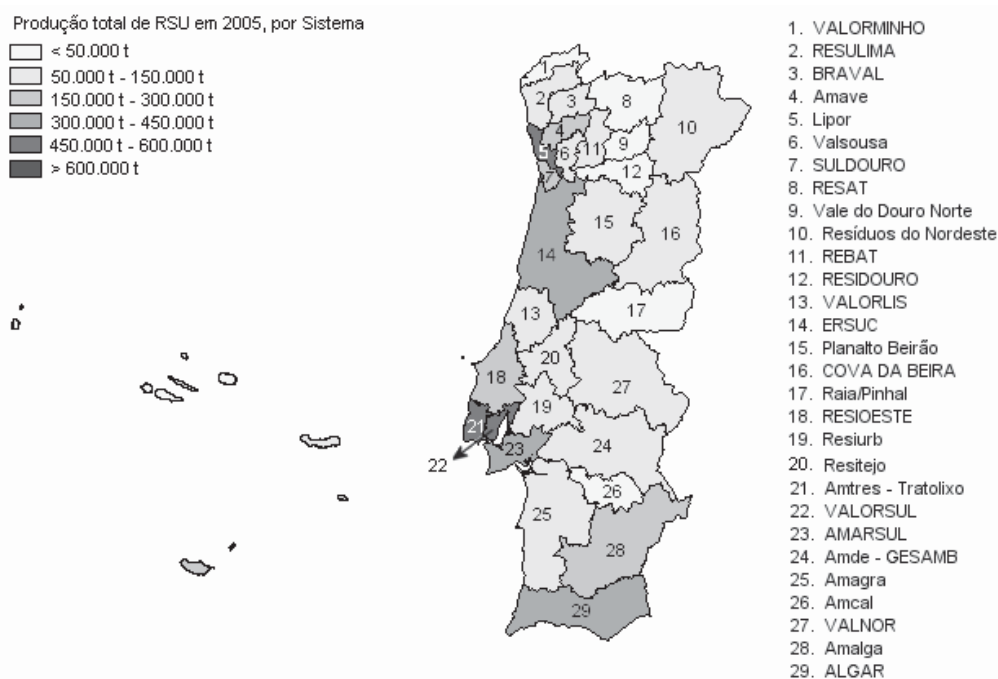 Produção total de RSU em 2005, por Sistema
< 50.000 t
50.000 t - 150.000 t
150.000 t - 300.000 t
300.000 t - 450.000 t
450.000 t - 600.000 t
> 600.000 t
1
2
3
8
10
4
5
6
11
9
7
12
15
16
14
17
13
20
18
27
19
21
22
23
24
26
25
28
29
1. VALORMINHO
2. RESULIMA
3. BRAVAL
4. Amave
5. Lipor
6. Valsousa
7. SULDOURO
8. RESAT
9. Vale do Douro Norte
10. Resíduos do Nordeste
11. REBAT
12. RESIDOURO
13. VALORLIS
14. ERSUC
15. Planalto Beirão
16. COVA DA BEIRA
17. Raia/Pinhal
18. RESIOESTE
19. Resiurb
20. Resitejo
21. Amtres - Tratolixo
22. VALORSUL
23. AMARSUL
24. Amde - GESAMB
25. Amagra
26. Amcal
27. VALNOR
28. Amalga
29. ALGAR